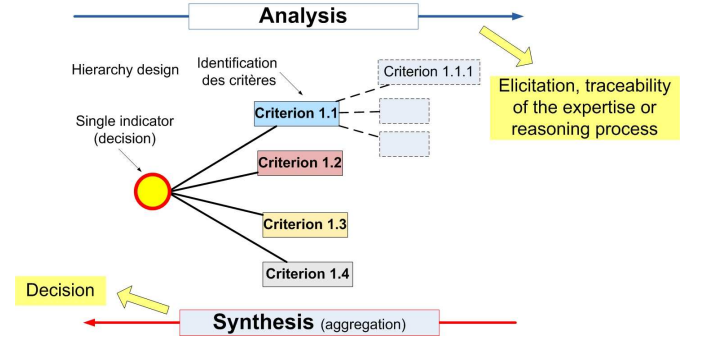 Analysis
Hierarchy design
Identification
des critères
Criterion 1.1.1
Elicitation, traceability
of the expertise or
reasoning process
Criterion 1.1
Single indicator
(decision)
Criterion 1.2
Criterion 1.3
Criterion 1.4
Decision
Synthesis (aggregation)